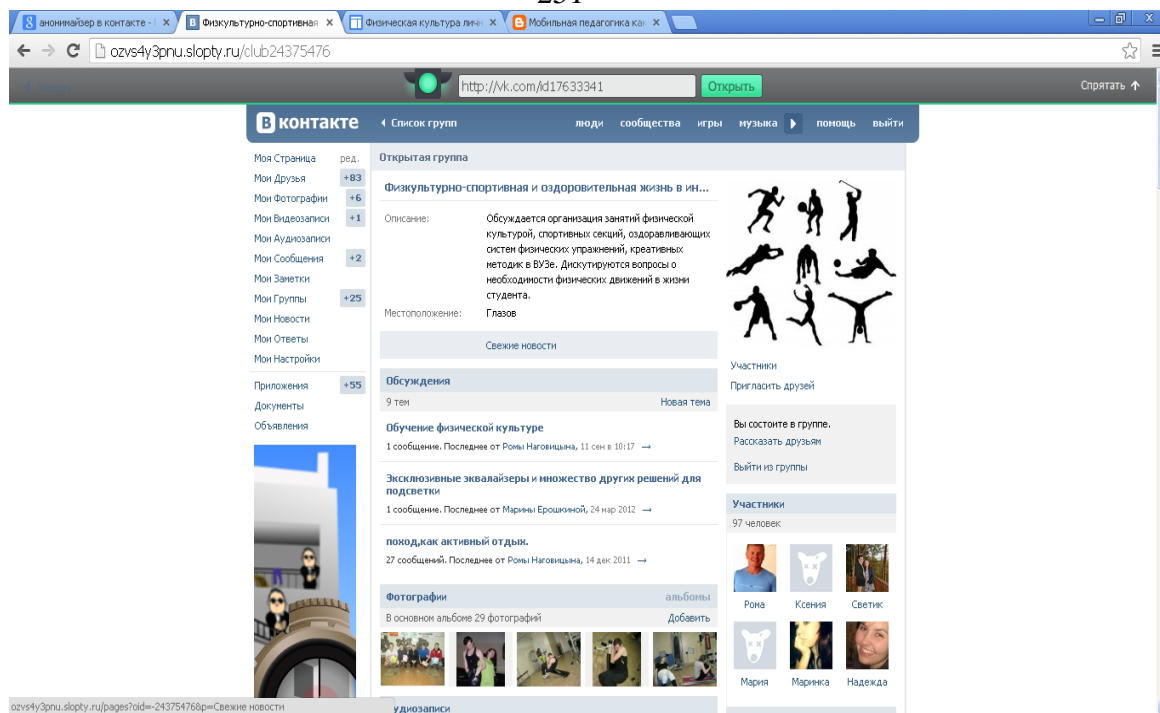 анонимайзер в контакте -
Физкультурно-спортивная
Физическая культура личн
Мобильная педагогика как
ozvs4y3pnu.slopty.ru/club24375476
http://vk.com/id17633341
Открыть
Спрятать ↑
В контакте
Список групп
люди сообщества игры музыка помощь выйти
Моя Страница ред.
Мои Друзья +83
Мои Фотографии +6
Мои Видеозаписи +1
Мои Аудиозаписи
Мои Сообщения +2
Мои Заметки
Мои Группы +25
Мои Новости
Мои Ответы
Мои Настройки
Приложения +55
Документы
Объявления
Открытая группа
Физкультурно-спортивная и оздоровительная жизнь в ин...
Описание: Обсуждается организация занятий физической
культурой, спортивных секций, оздоравливающих
систем физических упражнений, креативных
методик в ВУЗе. Дискутируются вопросы о
необходимости физических движений в жизни
студента.
Местоположение: Глазов
Свежие новости
Обсуждения
9 тем Новая тема
Обучение физической культуре
1 сообщение. Последнее от Ромы Наговицына, 11 сен в 10:17 →
Эксклюзивные эквалайзеры и множество других решений для
подсветки
1 сообщение. Последнее от Марины Ерошкиной, 24 мар 2012 →
поход,как активный отдых.
27 сообщений. Последнее от Ромы Наговицына, 14 дек 2011 →
Фотографии альбомы
В основном альбоме 29 фотографий Добавить
удиозаписи
Участники
Пригласить друзей
Вы состоите в группе.
Рассказать друзьям
Выйти из группы
Участники
97 человек
Рома Ксения Светик
Мария Маринка Надежда
ozvs4y3pnu.slopty.ru/pages?oid=-24375476&p=Свежие новости